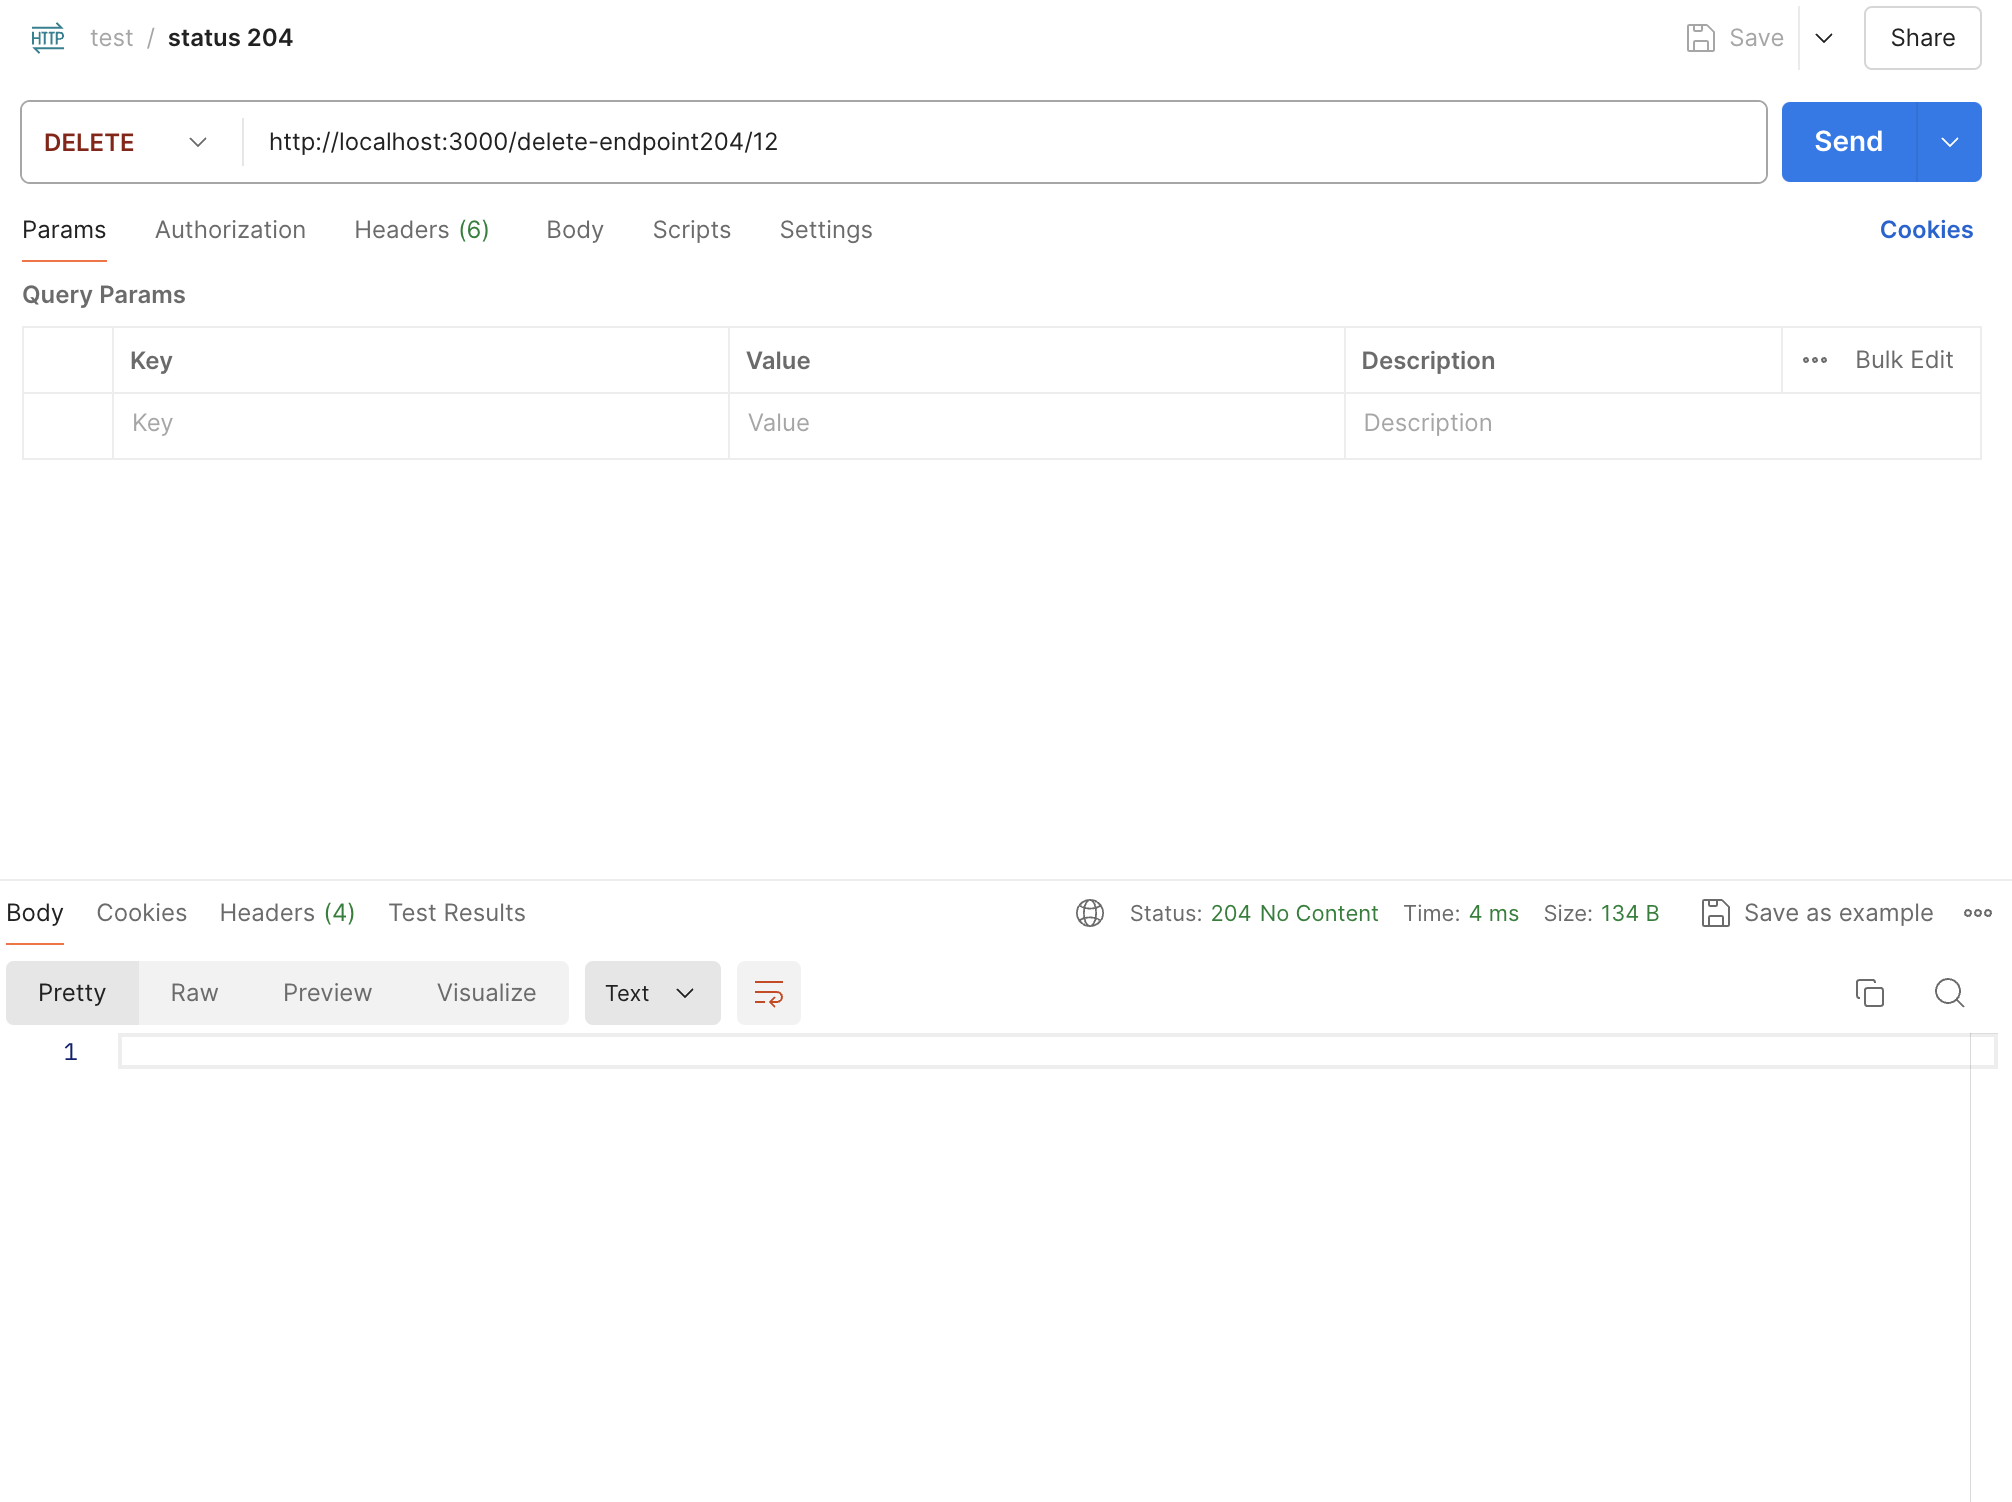 HTTP test / status 204 Save Share
DELETE http://localhost:3000/delete-endpoint204/12 Send
Params Authorization Headers (6) Body Scripts Settings Cookies
Query Params
Key Value Description Bulk Edit
Key Value Description
Body Cookies Headers (4) Test Results Status: 204 No Content Time: 4 ms Size: 134 B Save as example
Pretty Raw Preview Visualize Text
1